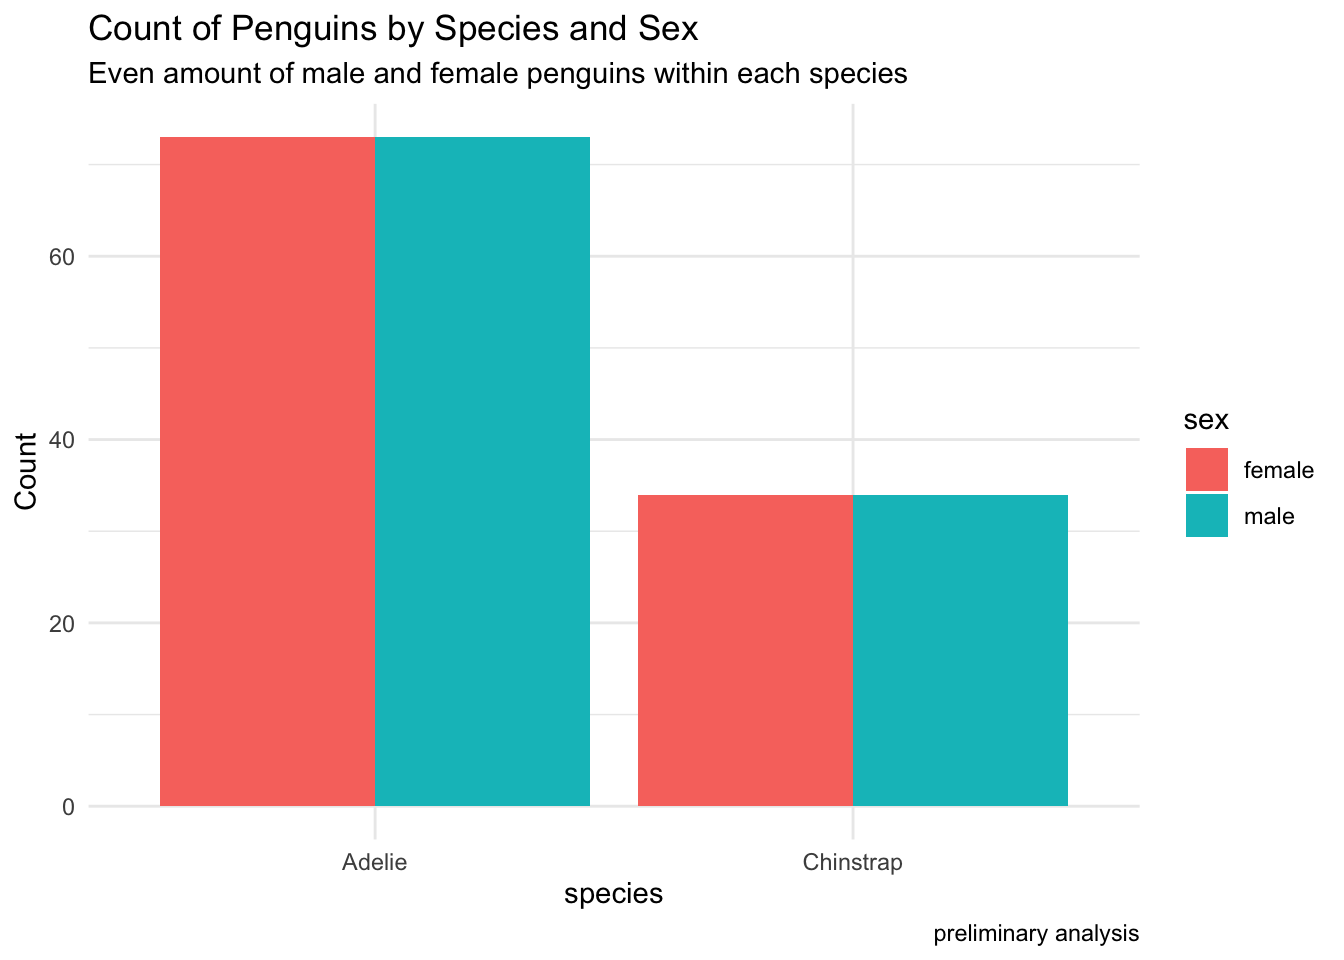 Count of Penguins by Species and Sex
Even amount of male and female penguins within each species
60
40
20
0
Count
Adelie
Chinstrap
species
sex
female
male
preliminary analysis